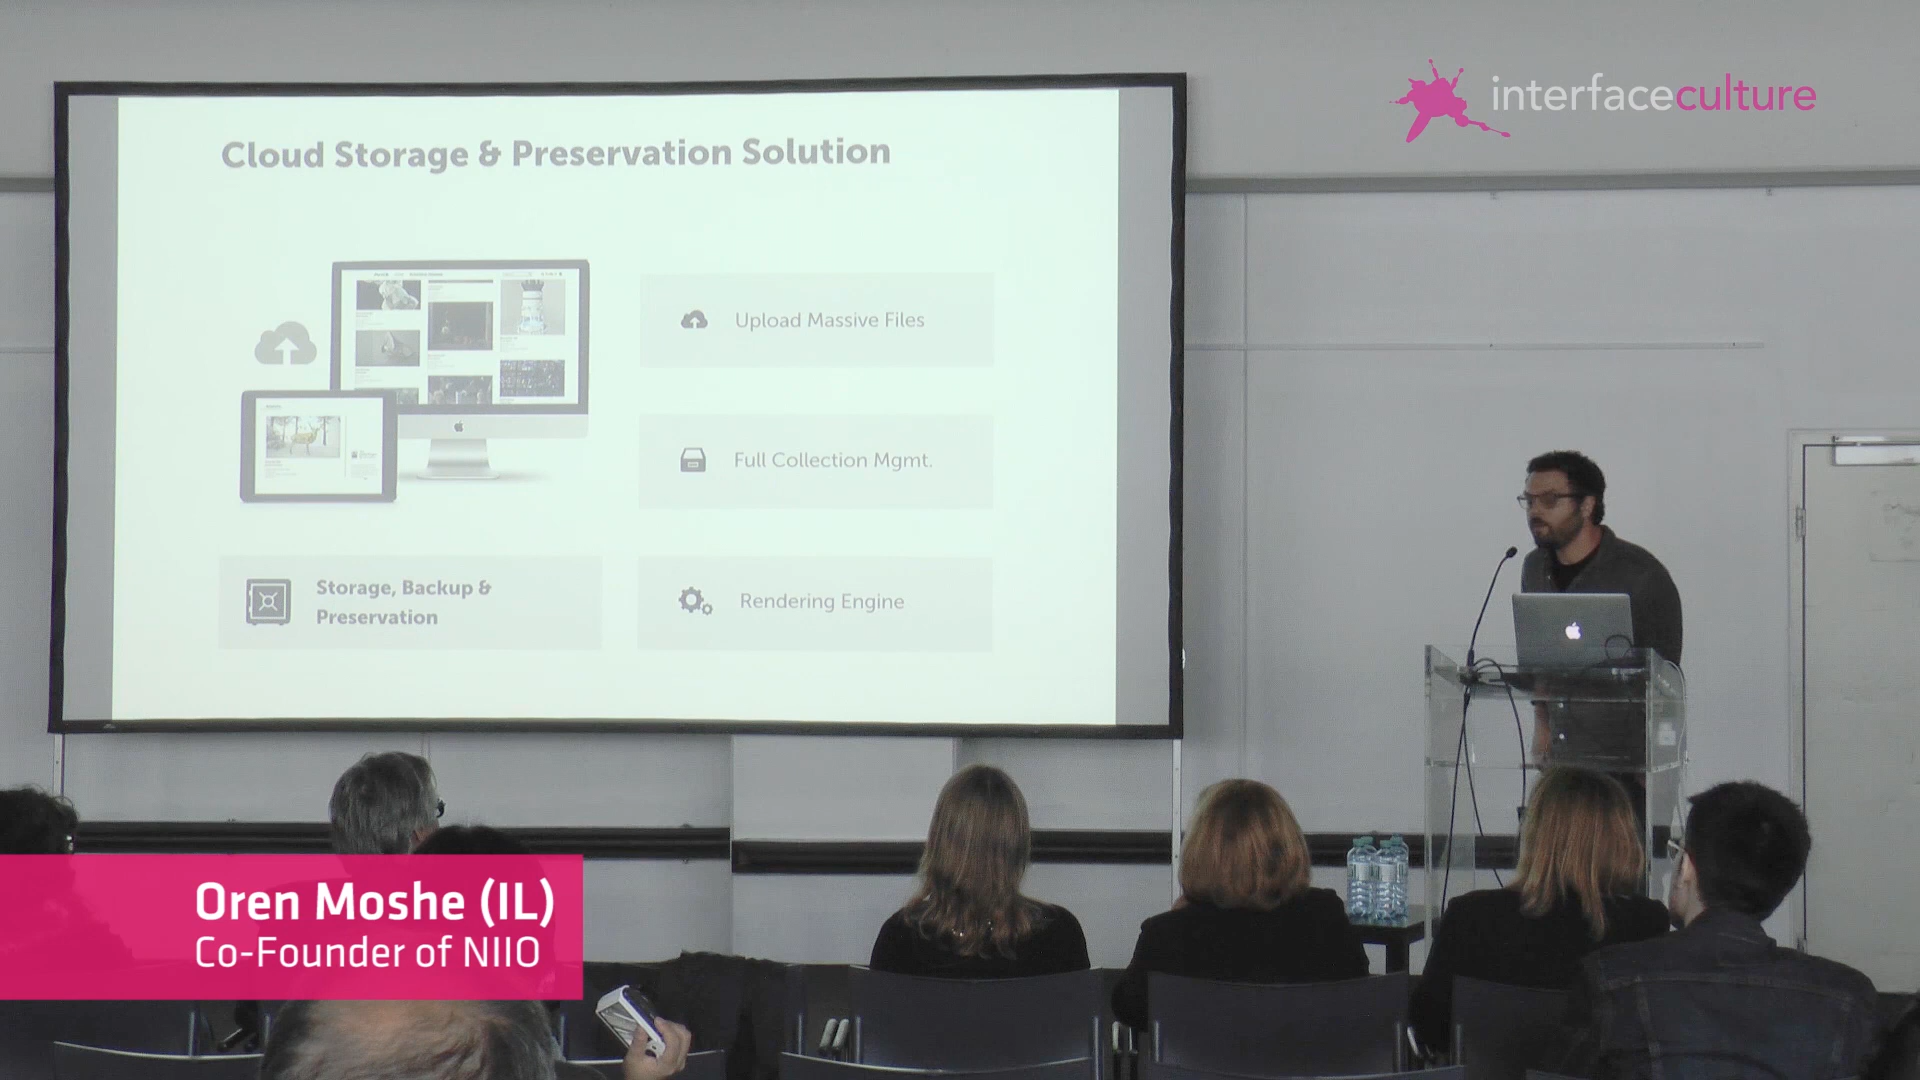 interfaceculture
Cloud Storage & Preservation Solution
Upload Massive Files
Full Collection Mgmt.
Storage, Backup &
Preservation
Rendering Engine
Oren Moshe (IL)
Co-Founder of NIIO